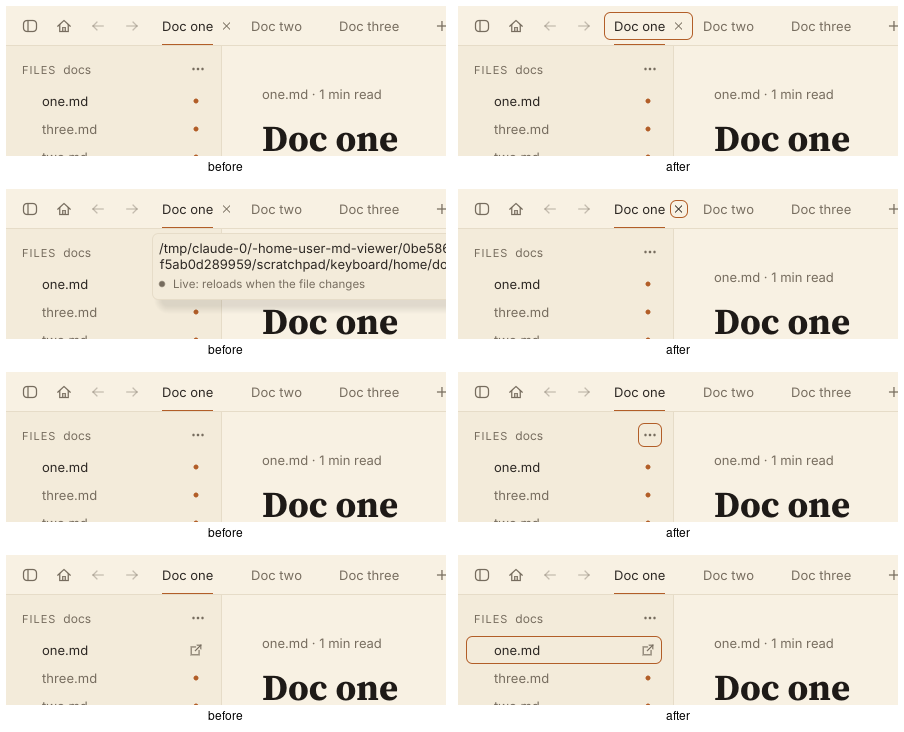 Doc one × Doc two Doc three +
FILES docs •••
one.md · 1 min read
one.md
three.md
Doc one
before
Doc one × Doc two Doc three +
FILES docs •••
one.md · 1 min read
one.md
three.md
Doc one
after
Doc one × Doc two Doc three +
FILES
/tmp/claude-0/-home-user-md-viewer/0be586
f5ab0d289959/scratchpad/keyboard/home/do
Live: reloads when the file changes
one.md
three.md
Doc one
before
Doc one × Doc two Doc three +
FILES docs •••
one.md · 1 min read
one.md
three.md
Doc one
after
Doc one Doc two Doc three +
FILES docs •••
one.md · 1 min read
one.md
three.md
Doc one
before
Doc one Doc two Doc three +
FILES docs •••
one.md · 1 min read
one.md
three.md
Doc one
after
Doc one Doc two Doc three +
FILES docs •••
one.md · 1 min read
one.md
three.md
Doc one
before
Doc one Doc two Doc three +
FILES docs •••
one.md · 1 min read
one.md
three.md
Doc one
after